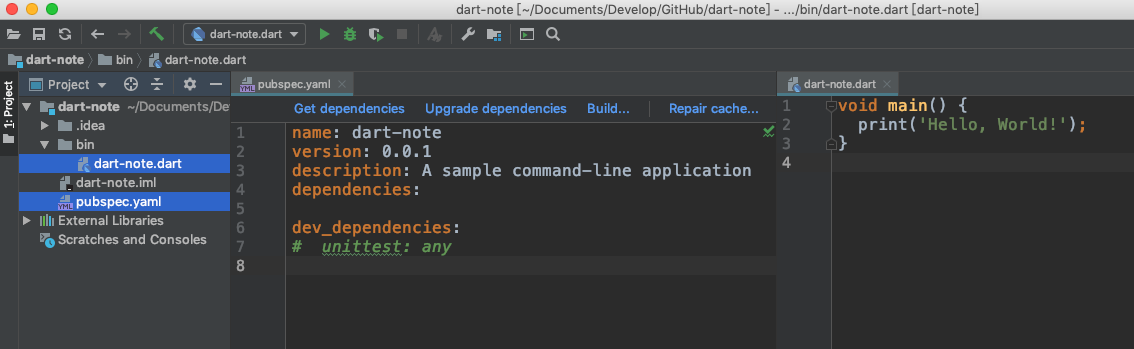 dart-note [~/Documents/Develop/GitHub/dart-note] - .../bin/dart-note.dart [dart-note]
dart-note.dart
dart-note bin dart-note.dart
1: Project
Project
dart-note ~/Documents/De
.idea
bin
dart-note.dart
dart-note.iml
pubspec.yaml
External Libraries
Scratches and Consoles
pubspec.yaml
Get dependencies Upgrade dependencies Build... Repair cache...
1 name: dart-note
2 version: 0.0.1
3 description: A sample command-line application
4 dependencies:
5
6 dev_dependencies:
7 #  unittest: any
8
dart-note.dart
1 void main() {
2   print('Hello, World!');
3 }
4